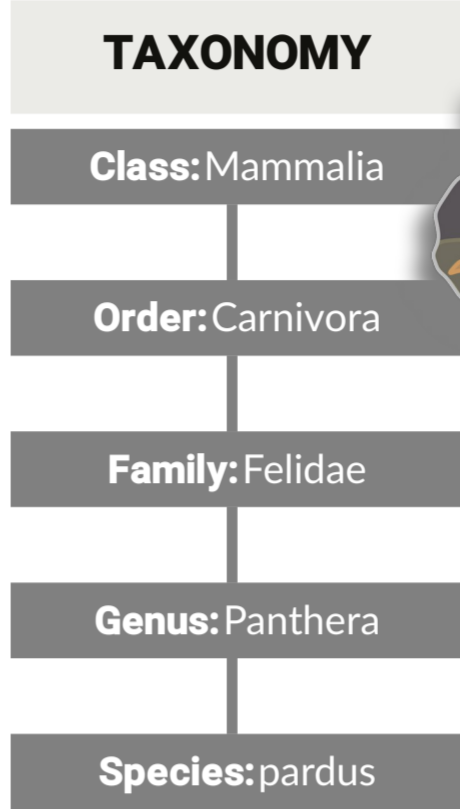 TAXONOMY
Class: Mammalia
Order: Carnivora
Family: Felidae
Genus: Panthera
Species: pardus